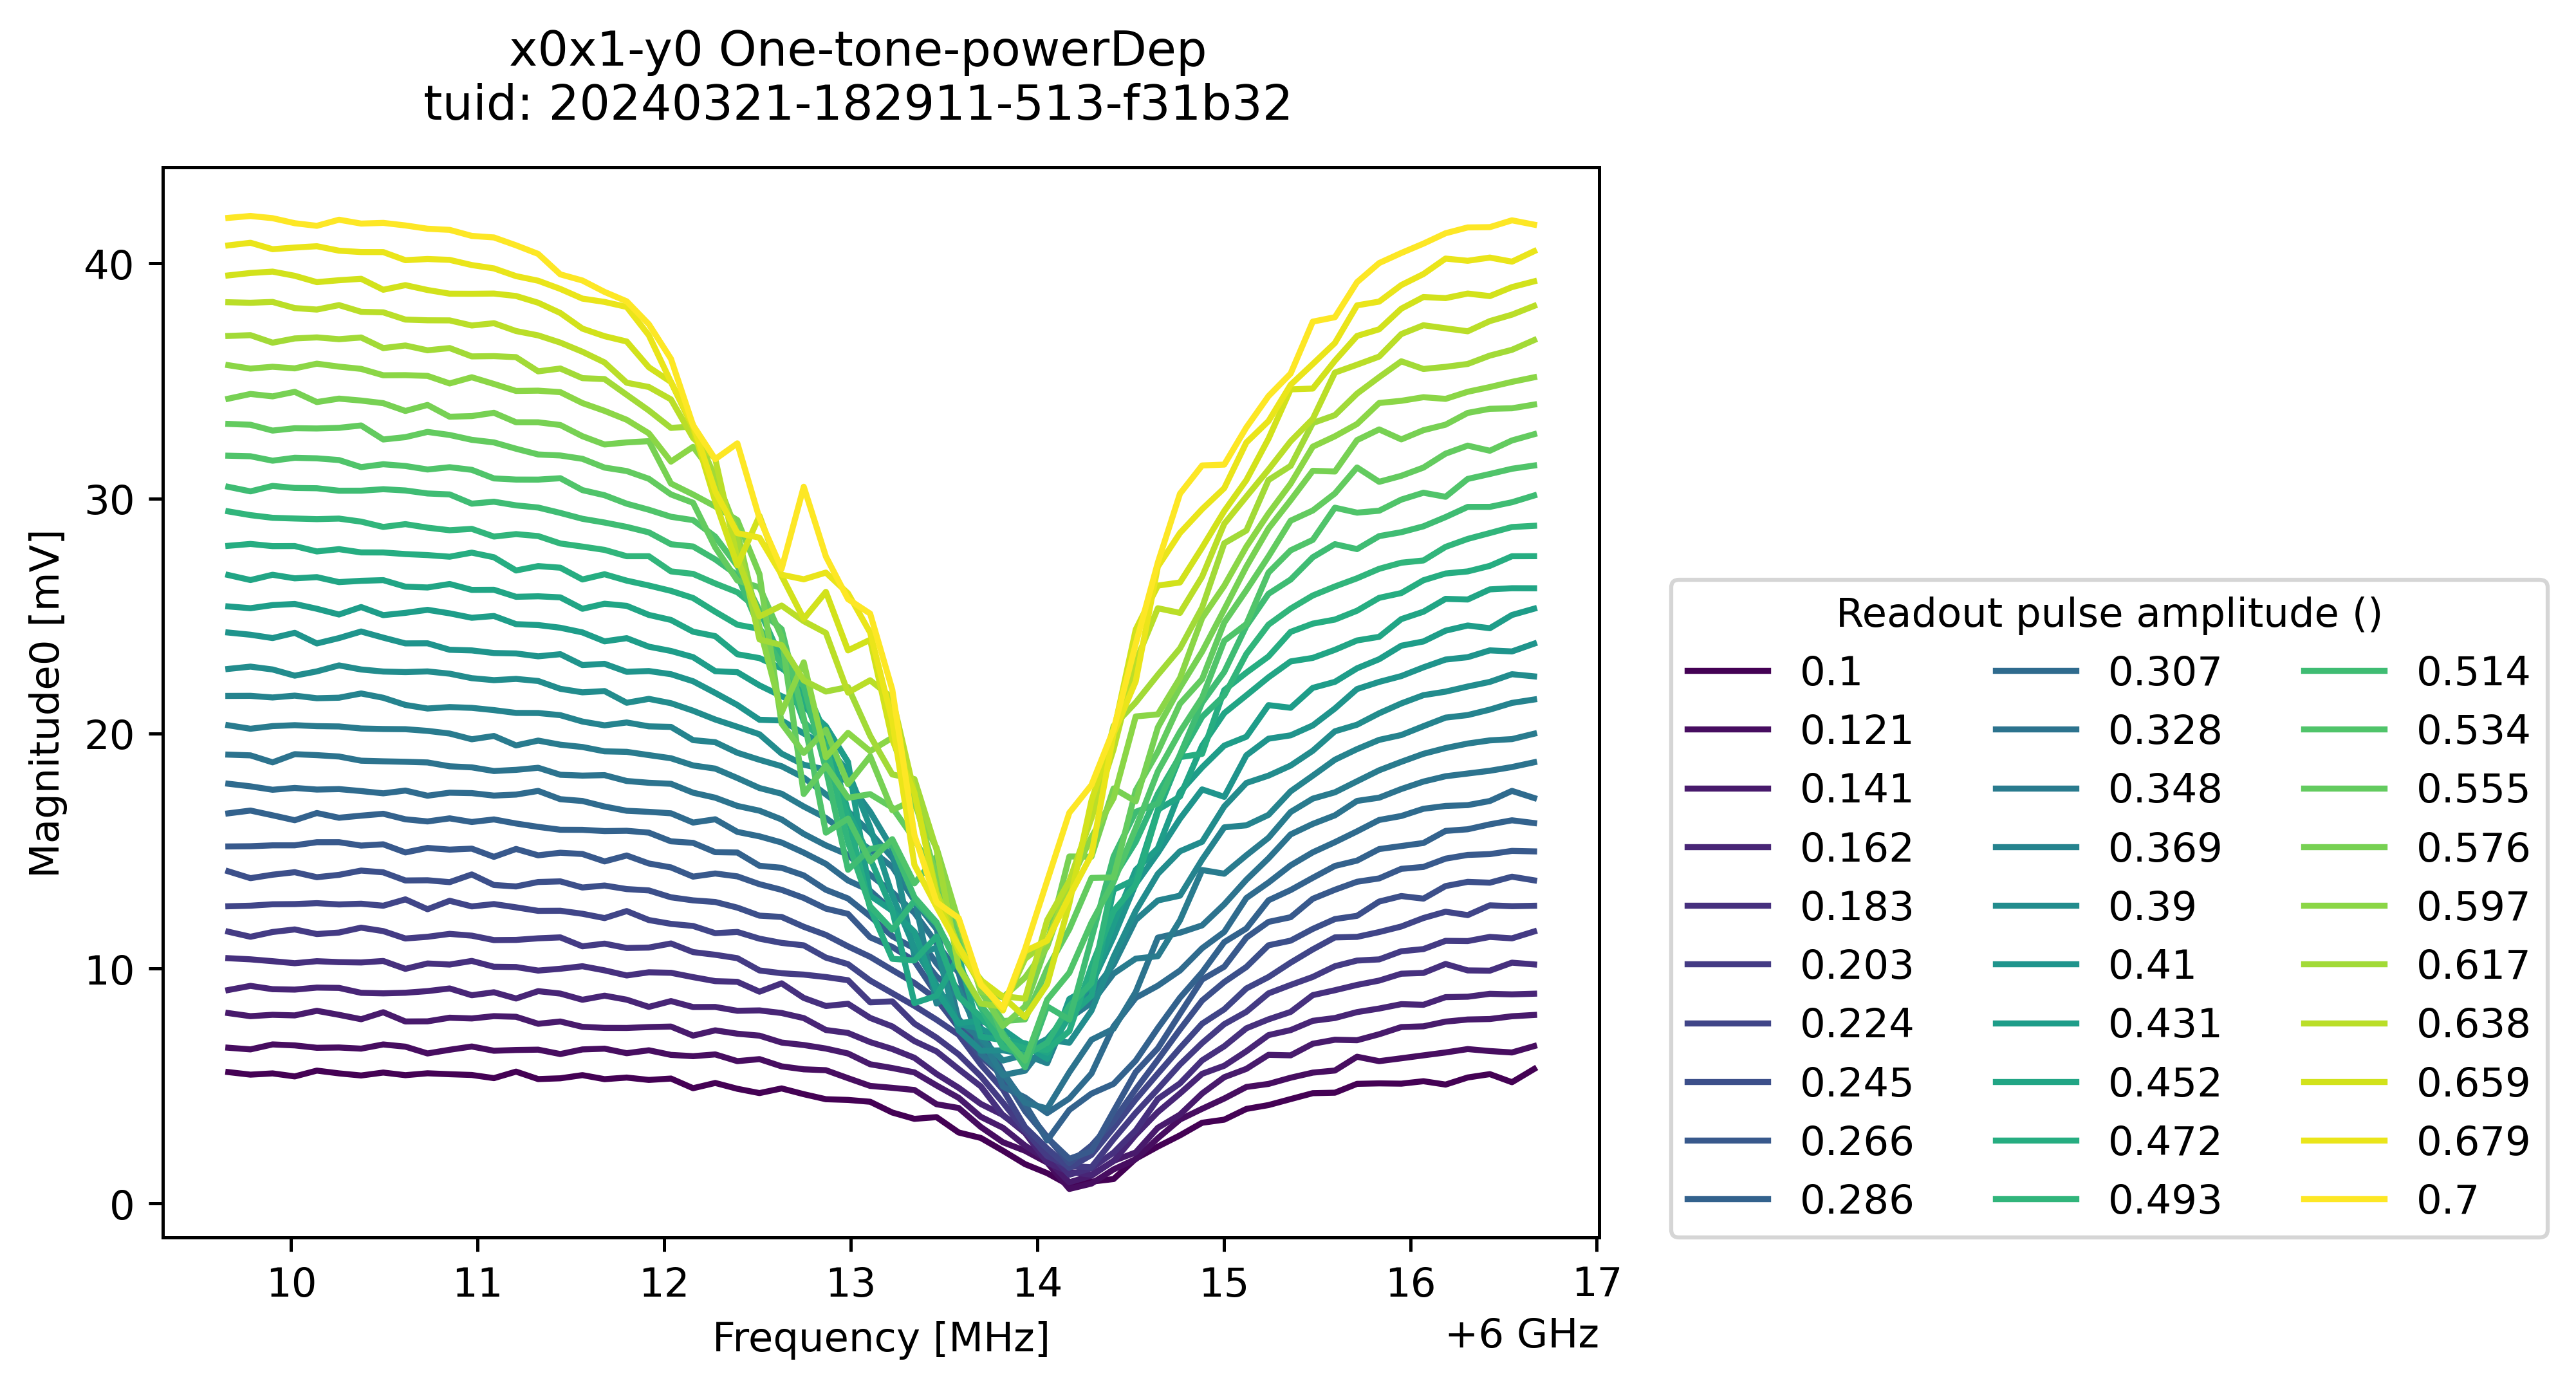 x0x1-y0 One-tone-powerDep
tuid: 20240321-182911-513-f31b32
Magnitude0 [mV]
40
30
20
10
0
10 11 12 13 14 15 16 17
Frequency [MHz]
+6 GHz
Readout pulse amplitude ()
0.1 0.307 0.514
0.121 0.328 0.534
0.141 0.348 0.555
0.162 0.369 0.576
0.183 0.39 0.597
0.203 0.41 0.617
0.224 0.431 0.638
0.245 0.452 0.659
0.266 0.472 0.679
0.286 0.493 0.7